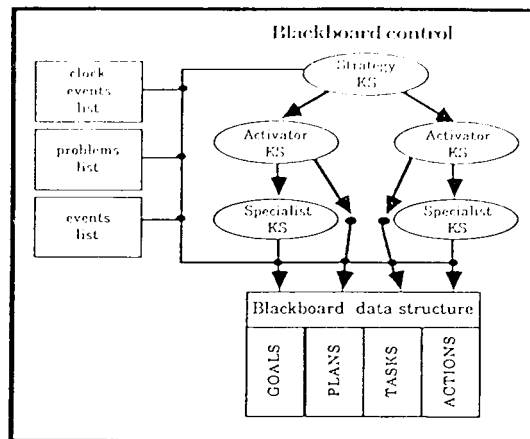 Blackboard control
clock
events
list
problems
list
events
list
Strategy
KS
Activator
KS
Activator
KS
Specialist
KS
Specialist
KS
Blackboard data structure
GOALS
PLANS
TASKS
ACTIONS